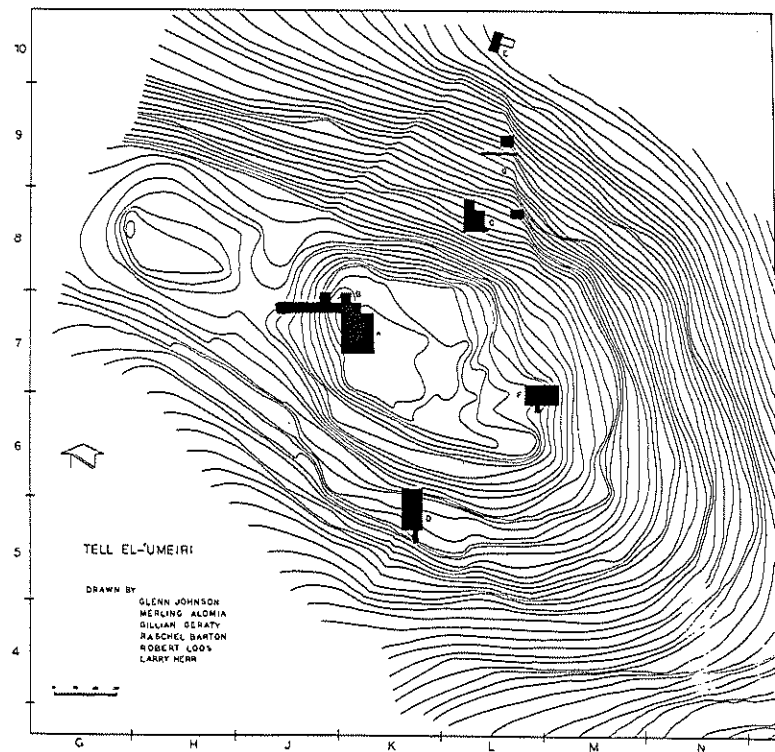 10
E
9
G
C
8
B
A
7
F
6
D
5
TELL EL-'UMEIRI
DRAWN BY
GLENN JOHNSON
MERLING ALOMIA
GILLIAN GERATY
RASCHEL BARTON
ROBERT LOOS
LARRY HERR
4
G H J K L M N